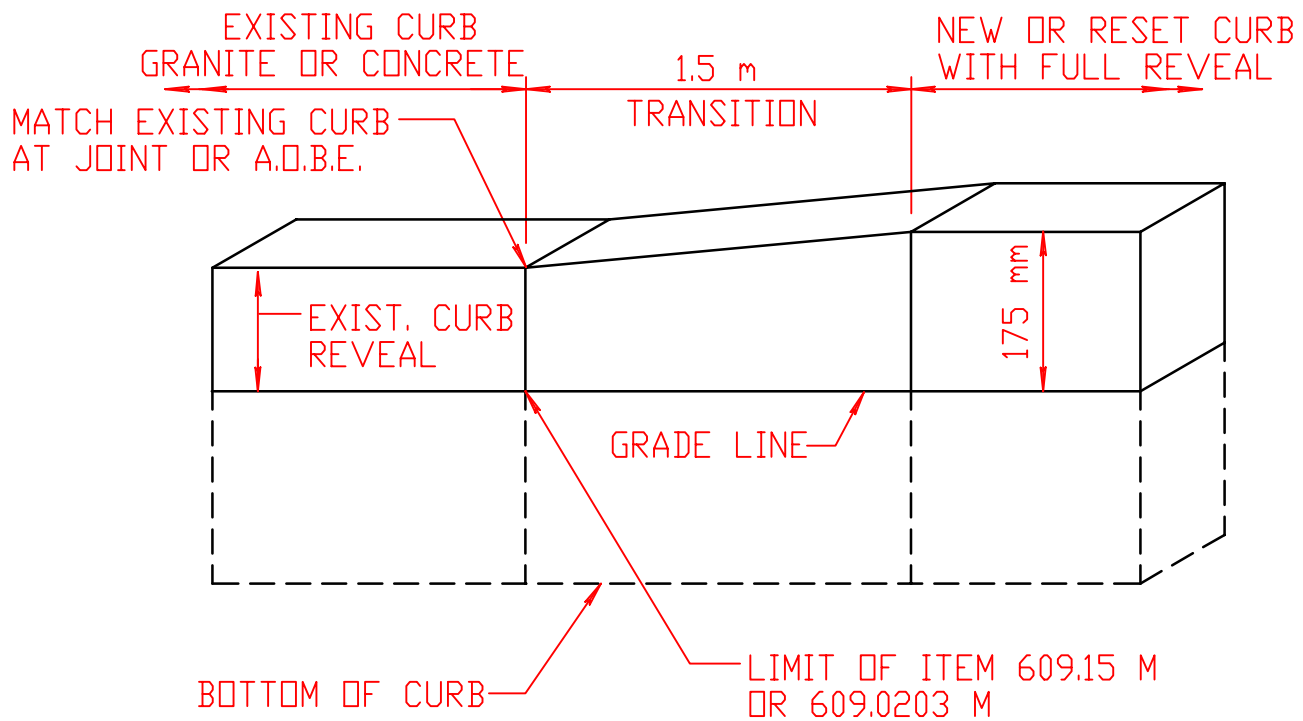 EXISTING CURB
GRANITE OR CONCRETE
1.5 m
TRANSITION
NEW OR RESET CURB
WITH FULL REVEAL
MATCH EXISTING CURB
AT JOINT OR A.O.B.E.
EXIST. CURB
REVEAL
175 mm
GRADE LINE
BOTTOM OF CURB
LIMIT OF ITEM 609.15 M
OR 609.0203 M